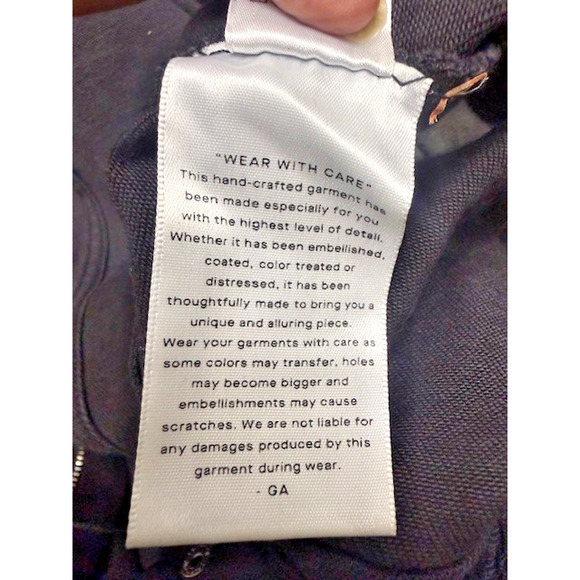 "WEAR WITH CARE"
This hand-crafted garment has
been made especially for you
with the highest level of detail.
Whether it has been embellished,
coated, color treated or
distressed, it has been
thoughtfully made to bring you a
unique and alluring piece.
Wear your garments with care as
some colors may transfer, holes
may become bigger and
embellishments may cause
scratches. We are not liable for
any damages produced by this
garment during wear.
- GA